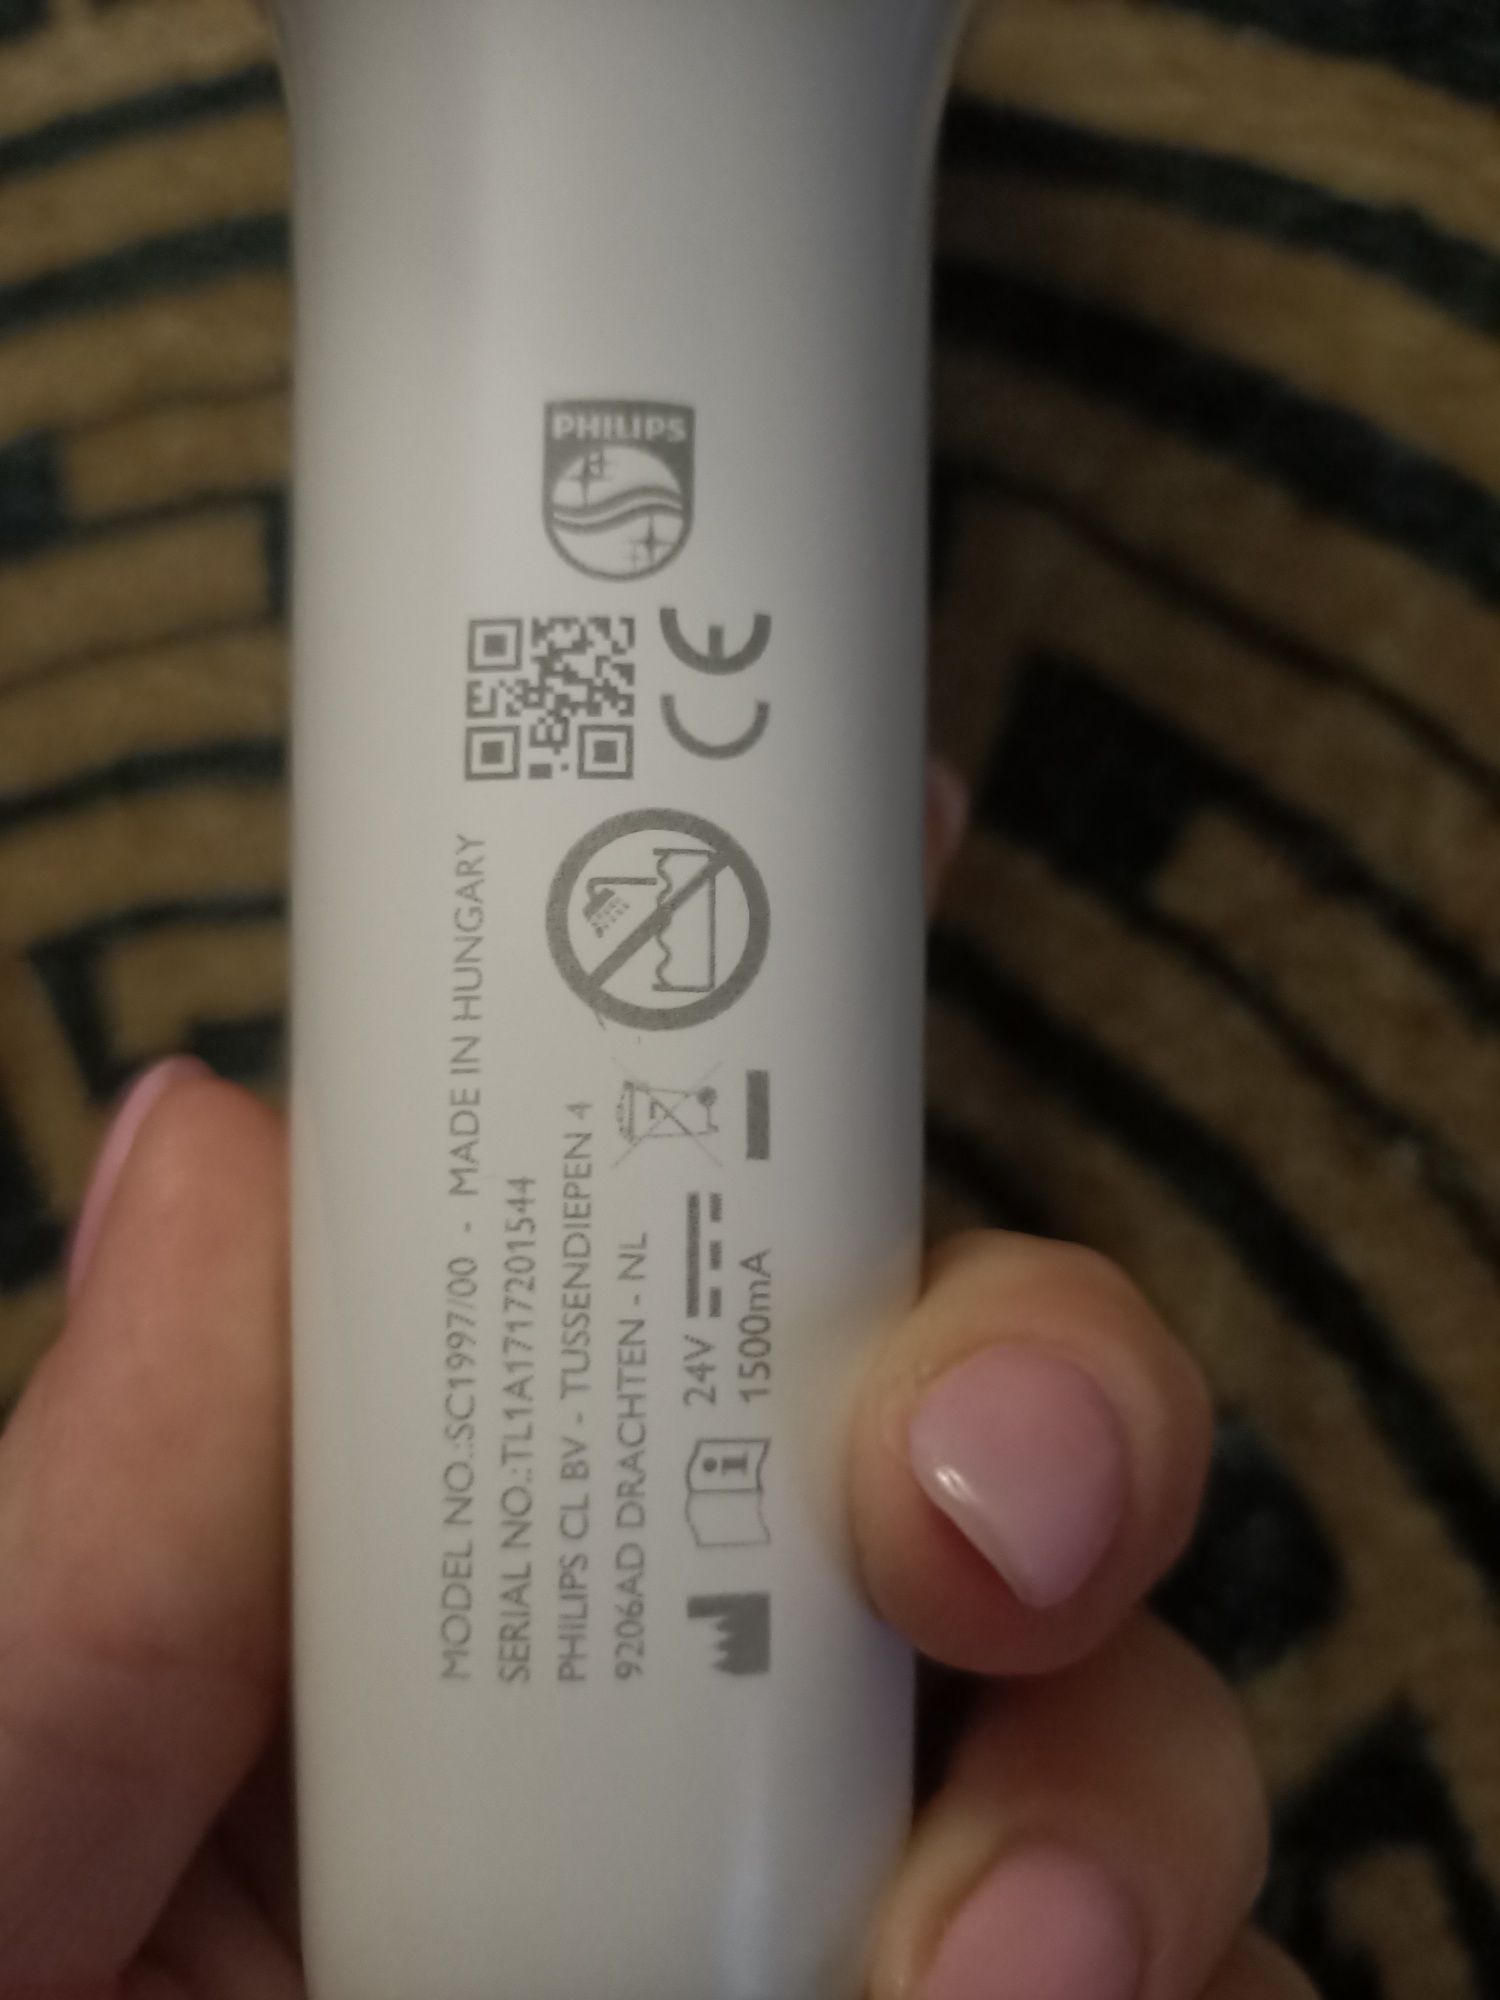 PHILIPS
MODEL NO.:SC1997/00 - MADE IN HUNGARY
SERIAL NO.:TL1A1717201544
PHILIPS CL BV - TUSSENDIEPEN 4
9206AD DRACHTEN - NL
24V
1500mA
i
CE